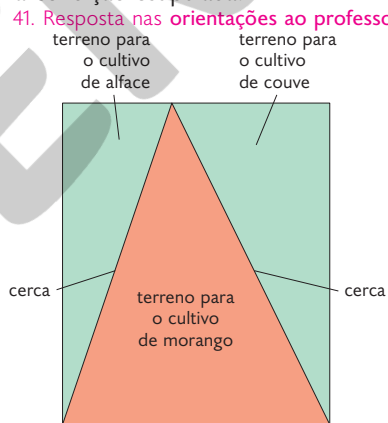 41. Resposta nas orientações ao professo
terreno para
o cultivo
de alface
terreno para
o cultivo
de couve
cerca
cerca
terreno para
o cultivo
de morango